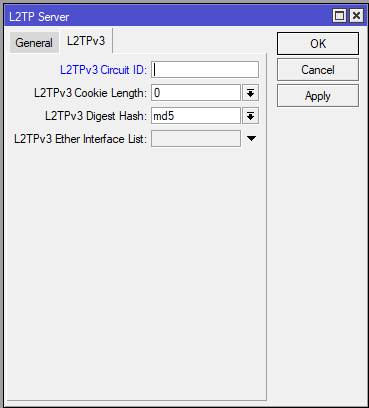 L2TP Server
General L2TPv3
OK
L2TPv3 Circuit ID:
Cancel
L2TPv3 Cookie Length: 0
Apply
L2TPv3 Digest Hash: md5
L2TPv3 Ether Interface List: